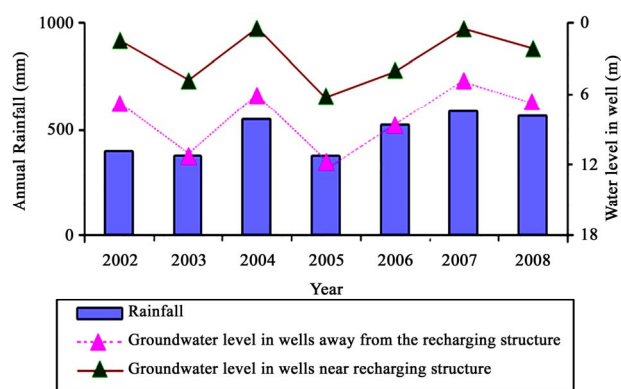 1000
500
0
Annual Rainfall (mm)
0
6
12
18
Water level in well (m)
2002 2003 2004 2005 2006 2007 2008
Year
Rainfall
Groundwater level in wells away from the recharging structure
Groundwater level in wells near recharging structure